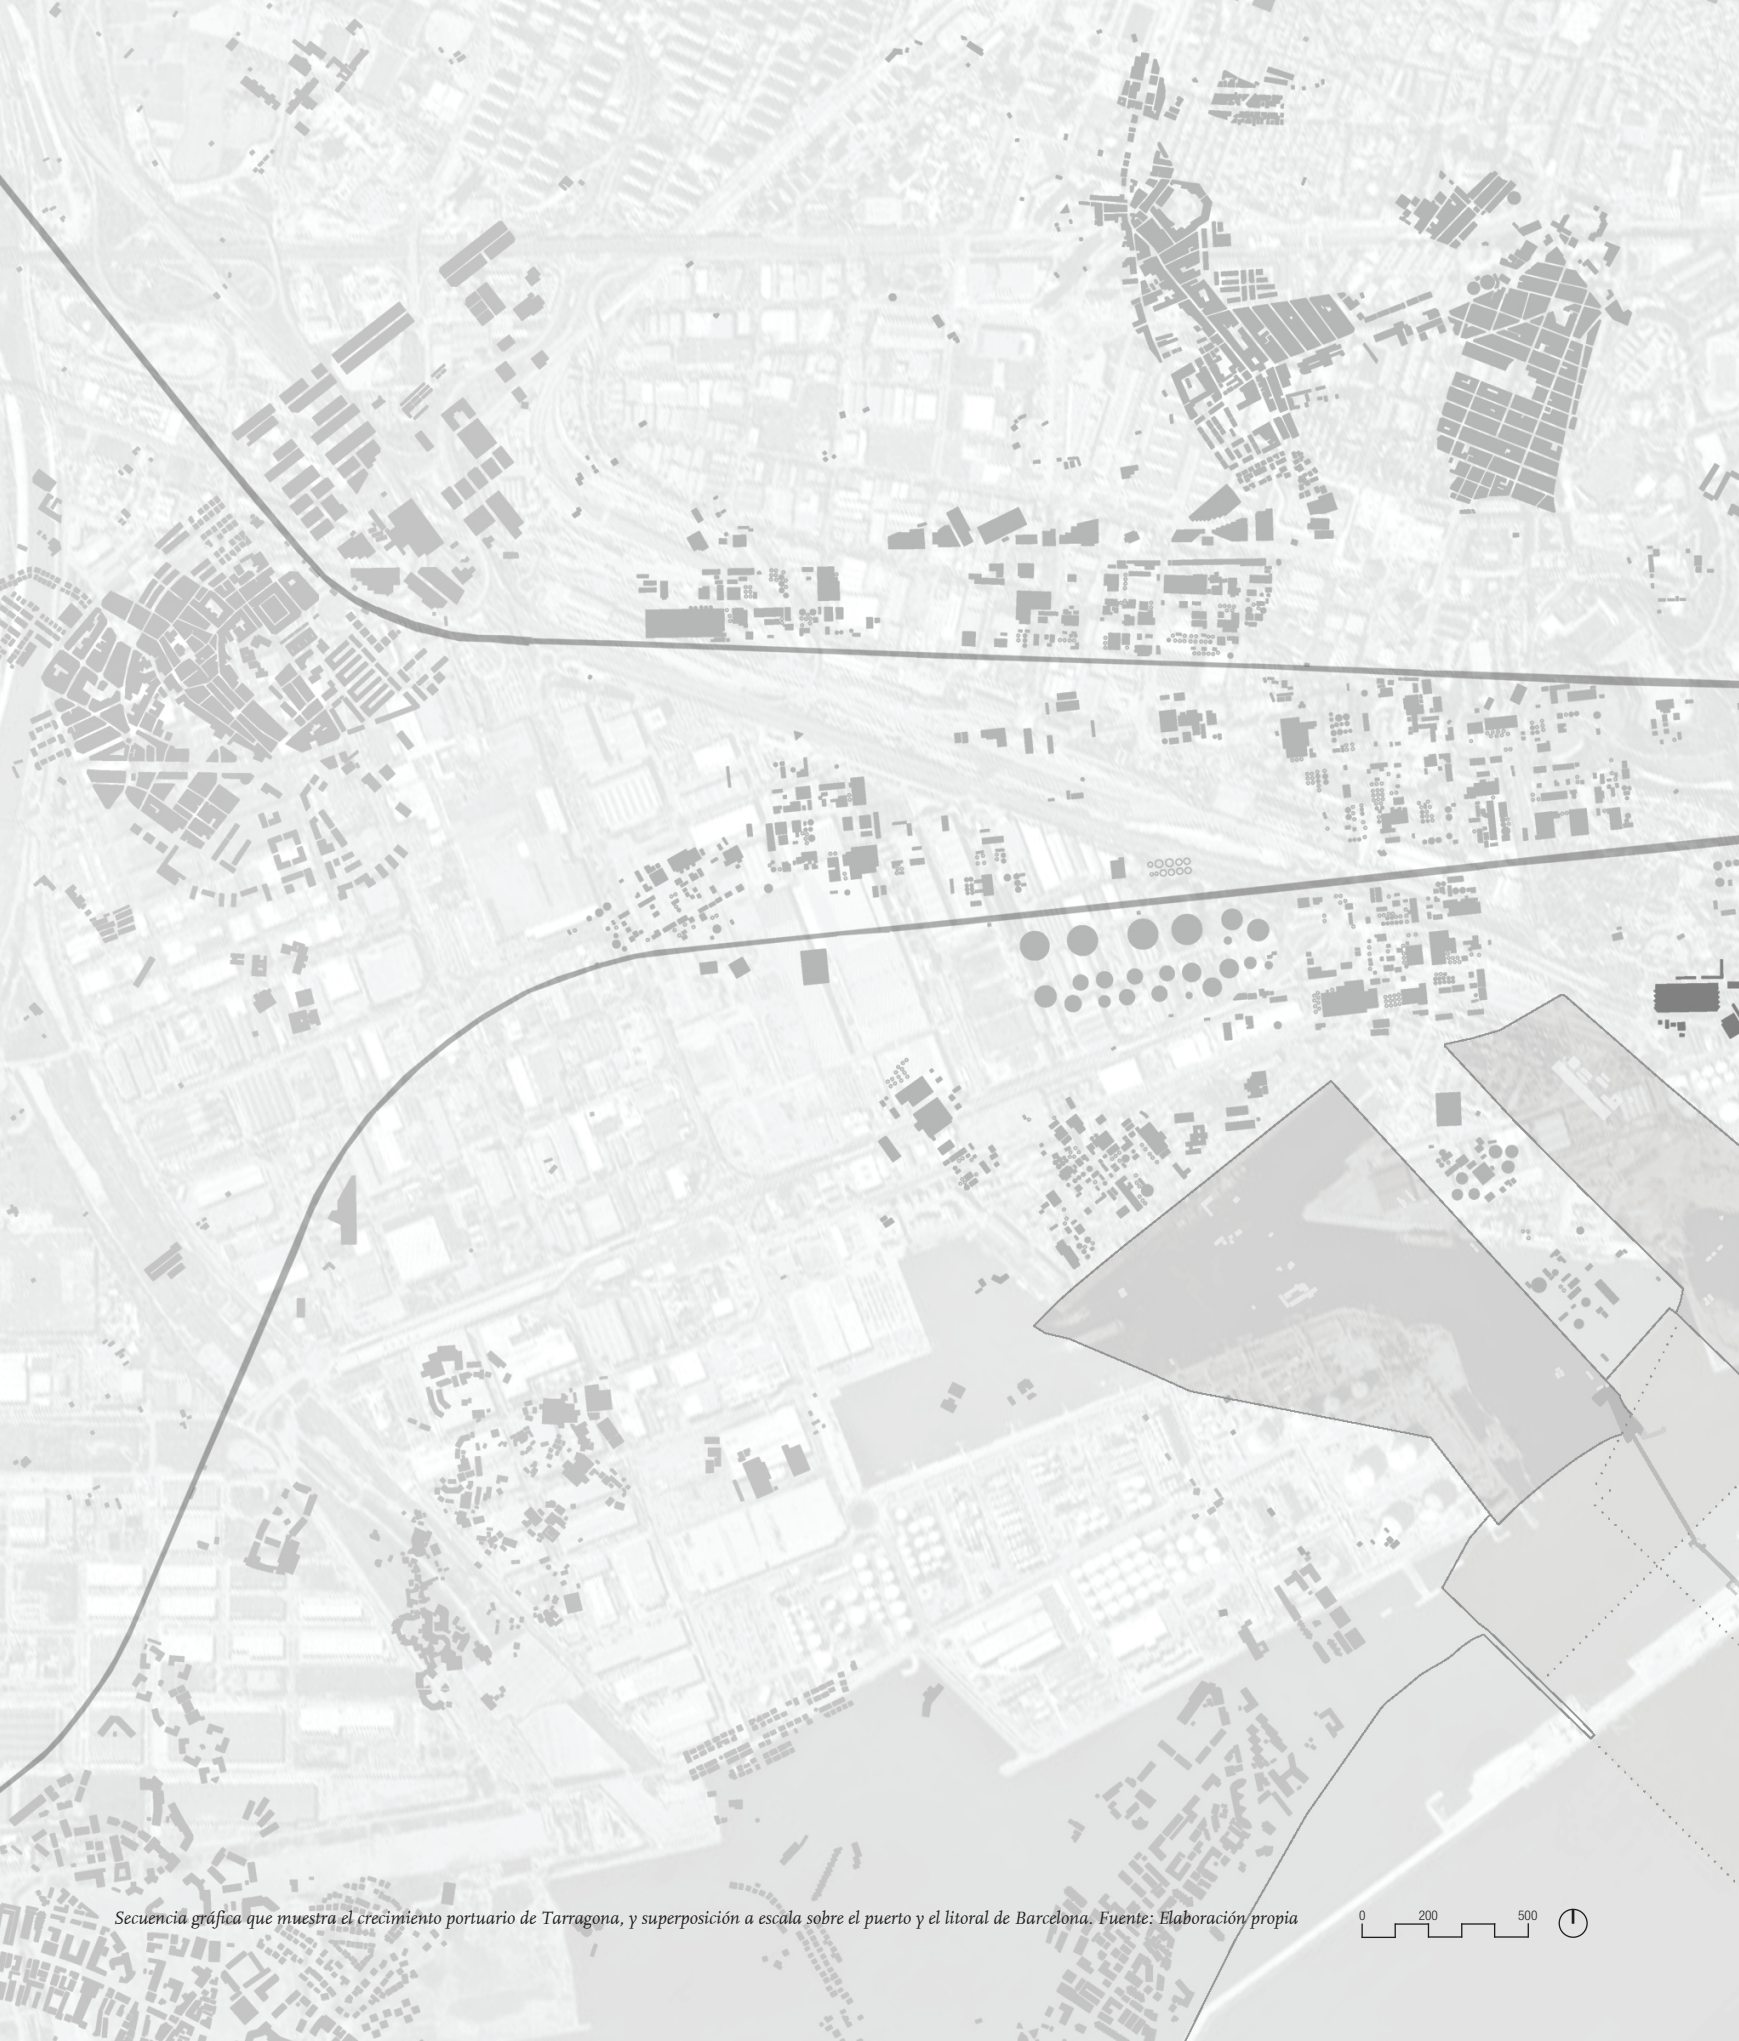 Secuencia gráfica que muestra el crecimiento portuario de Tarragona, y superposición a escala sobre el puerto y el litoral de Barcelona. Fuente: Elaboración propia
0 200 500